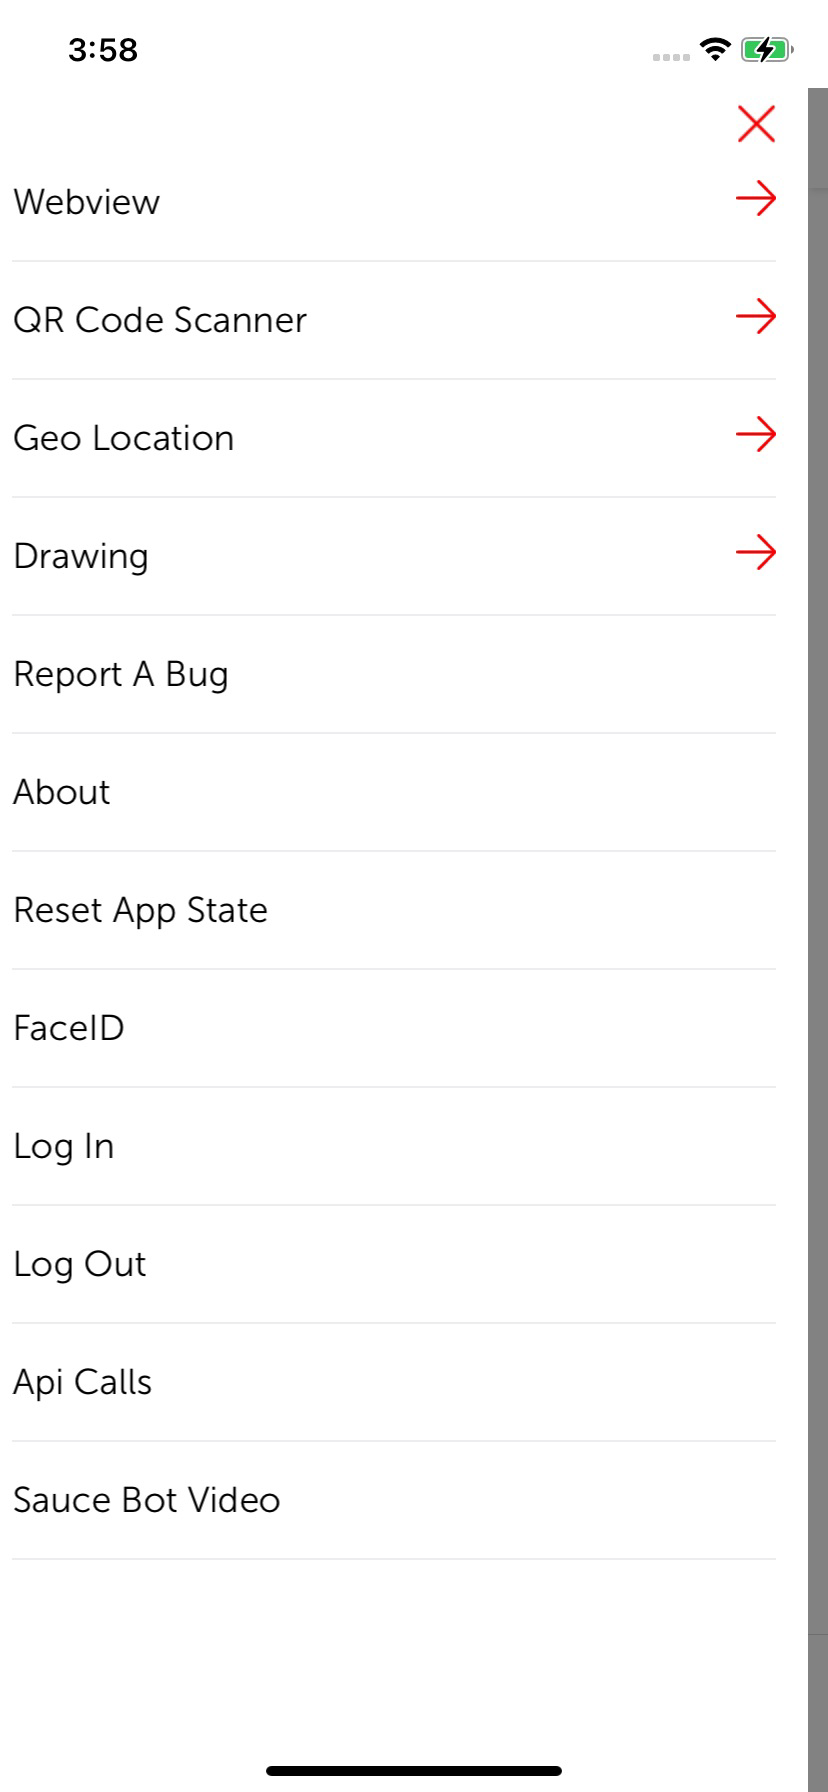 3:58
Webview
QR Code Scanner
Geo Location
Drawing
Report A Bug
About
Reset App State
FaceID
Log In
Log Out
Api Calls
Sauce Bot Video